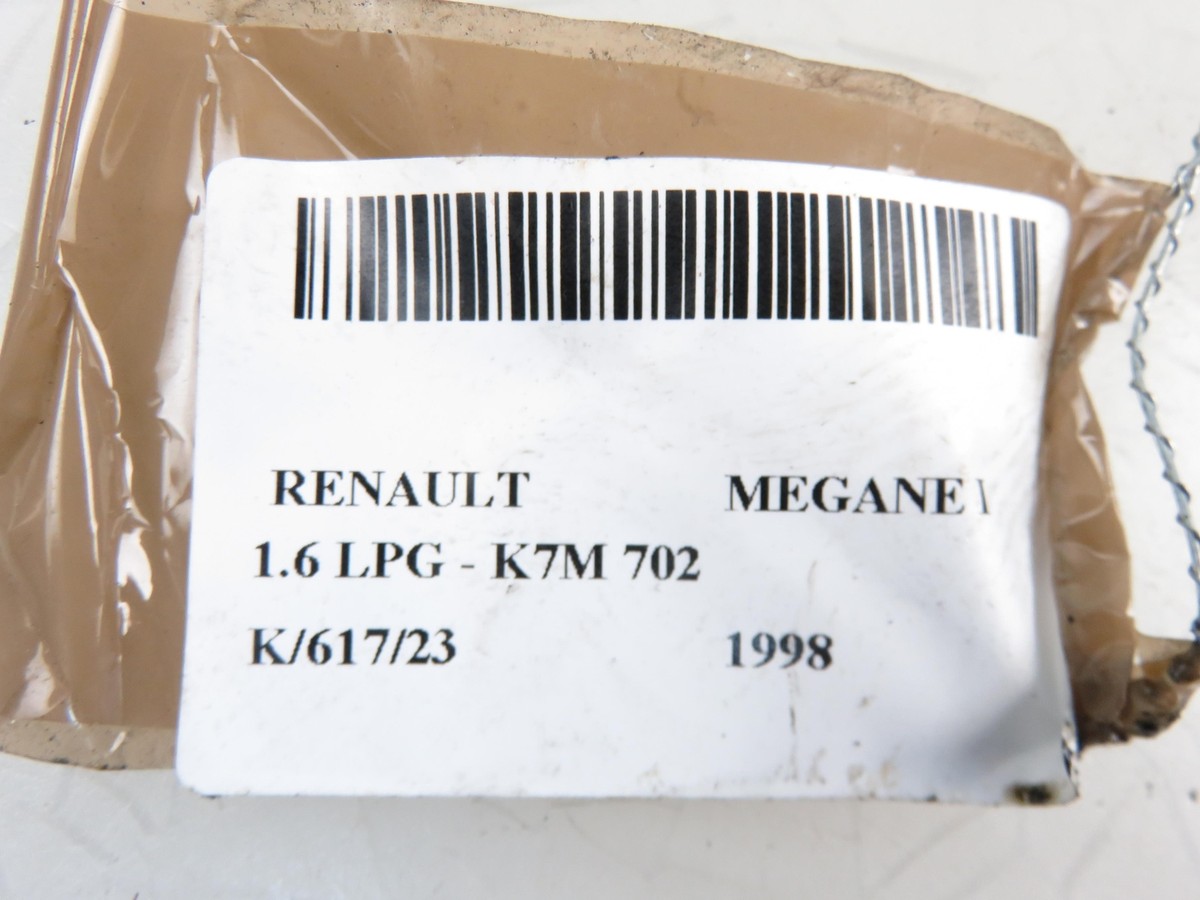 RENAULT MEGANE I
1.6 LPG - K7M 702
K/617/23 1998